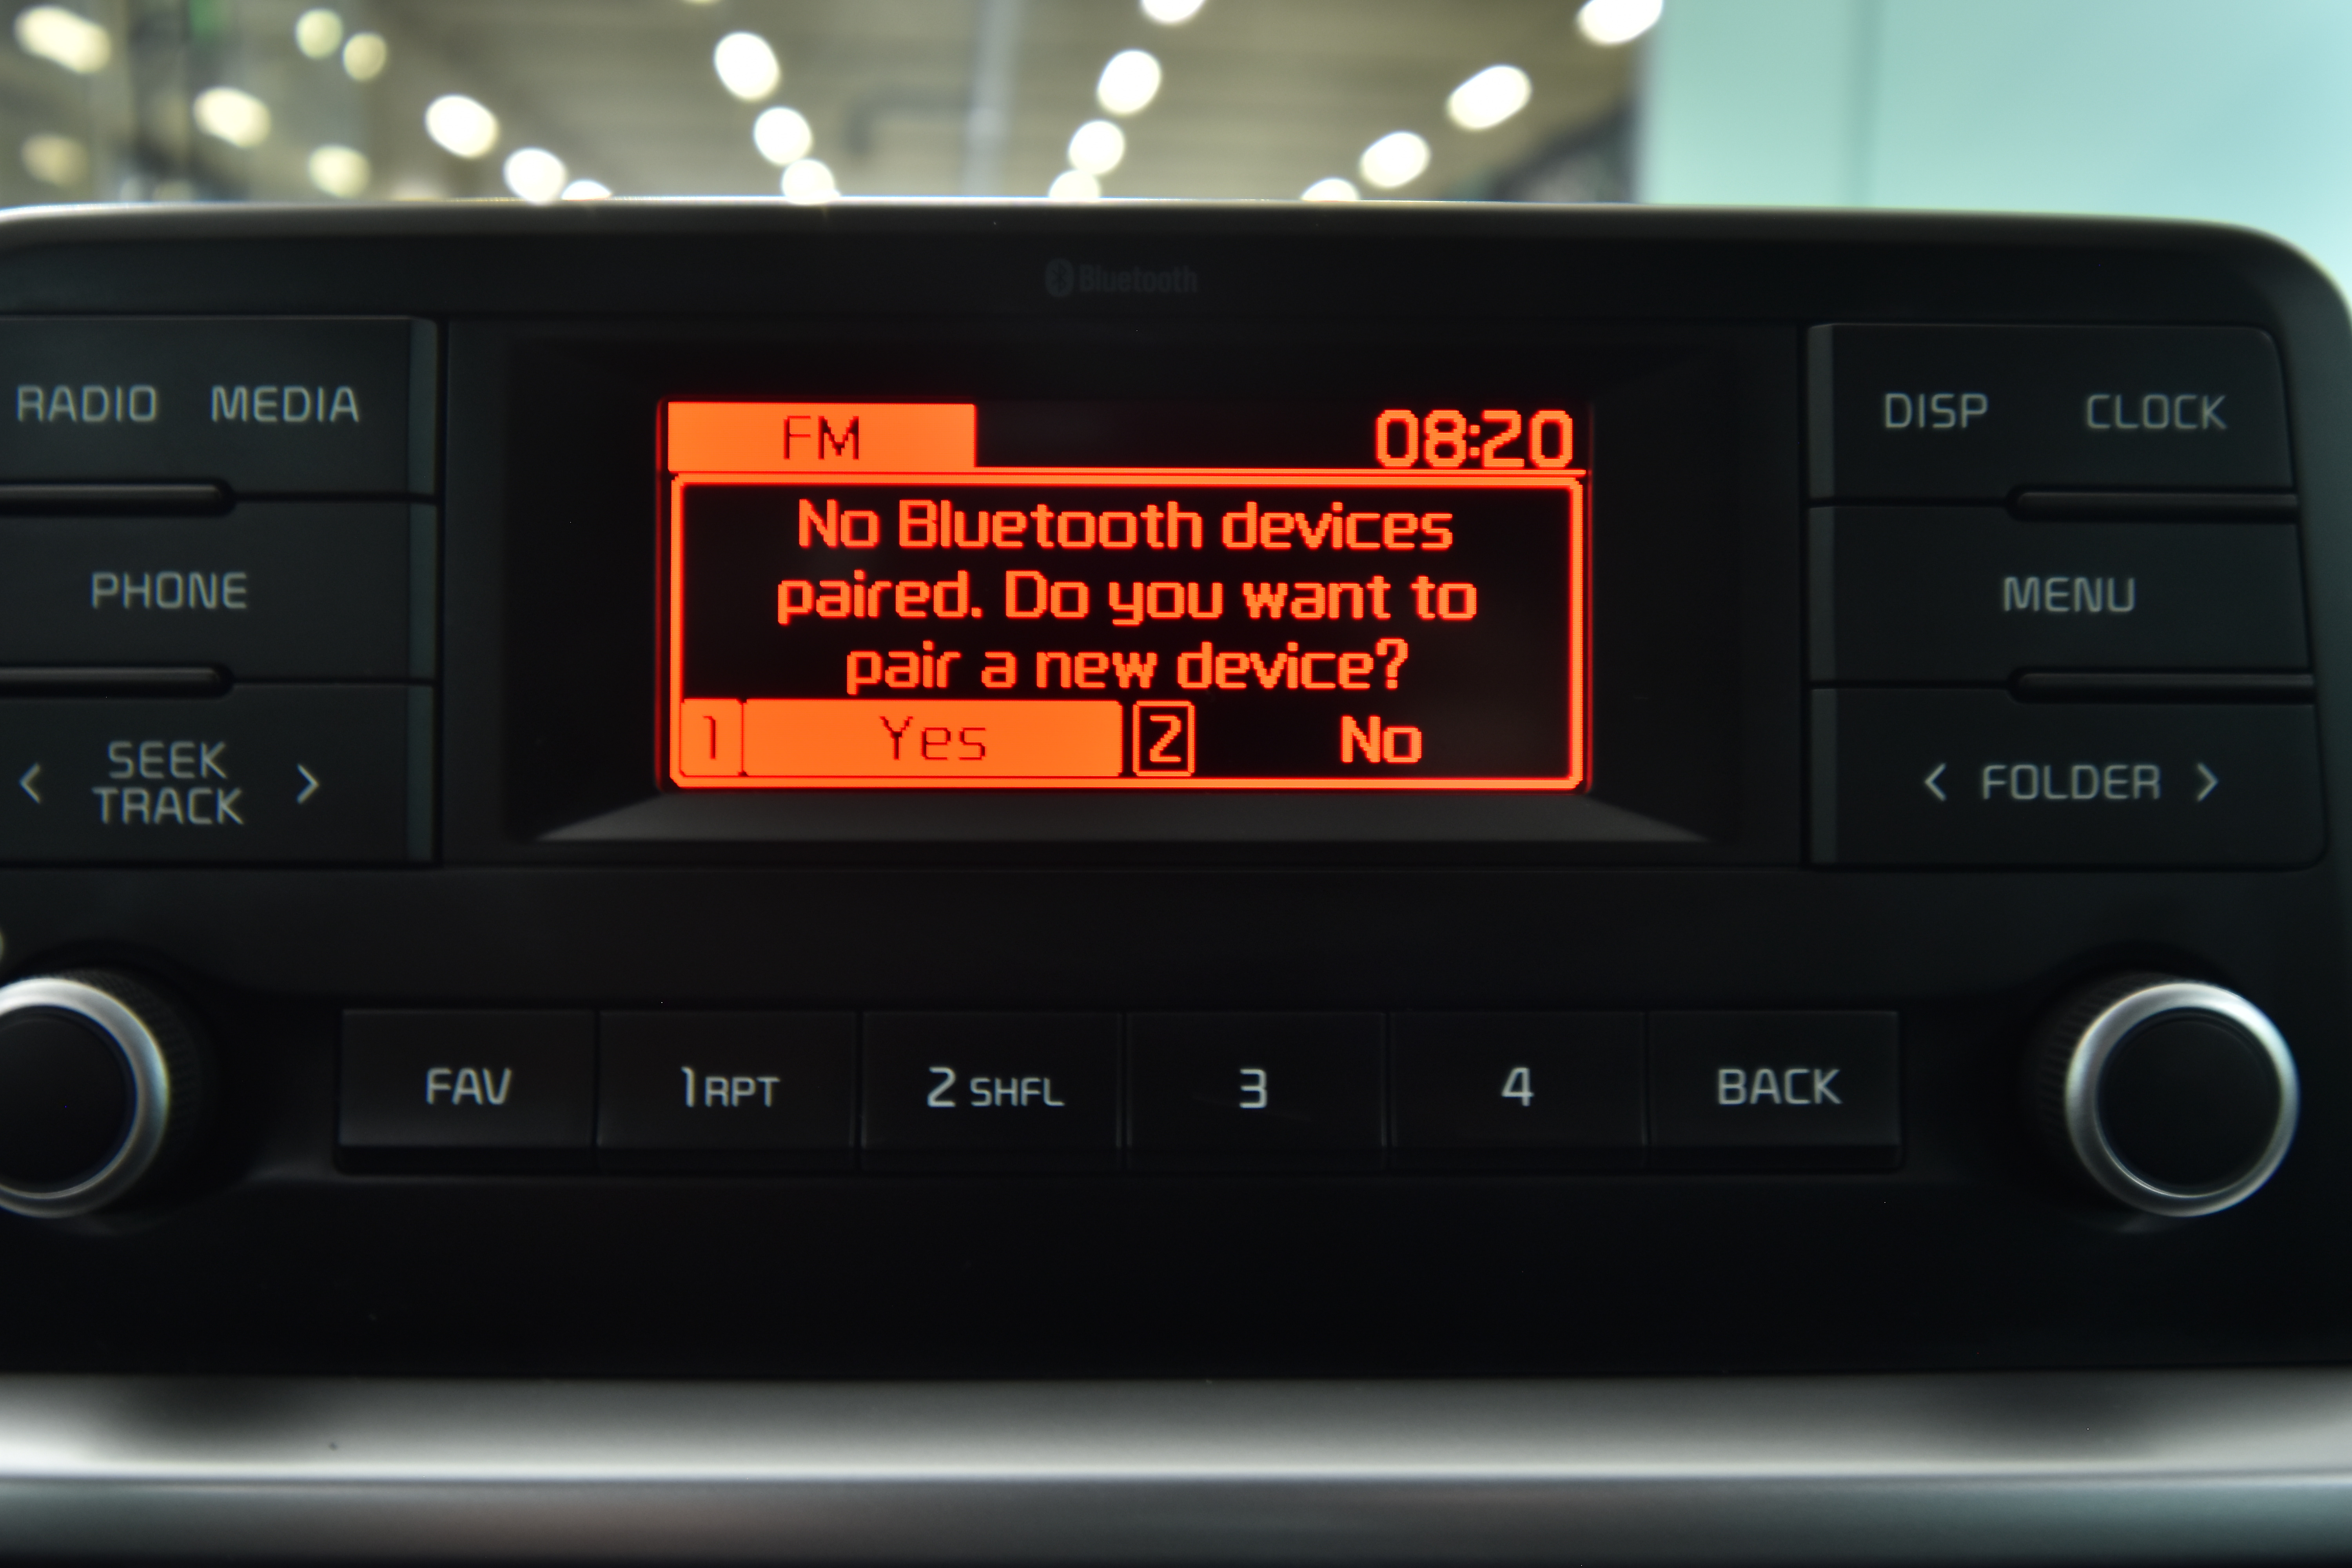 Bluetooth
RADIO MEDIA
PHONE
< SEEK TRACK >
FM 08:20
No Bluetooth devices
paired. Do you want to
pair a new device?
1 Yes 2 No
DISP CLOCK
MENU
< FOLDER >
FAV 1 RPT 2 SHFL 3 4 BACK